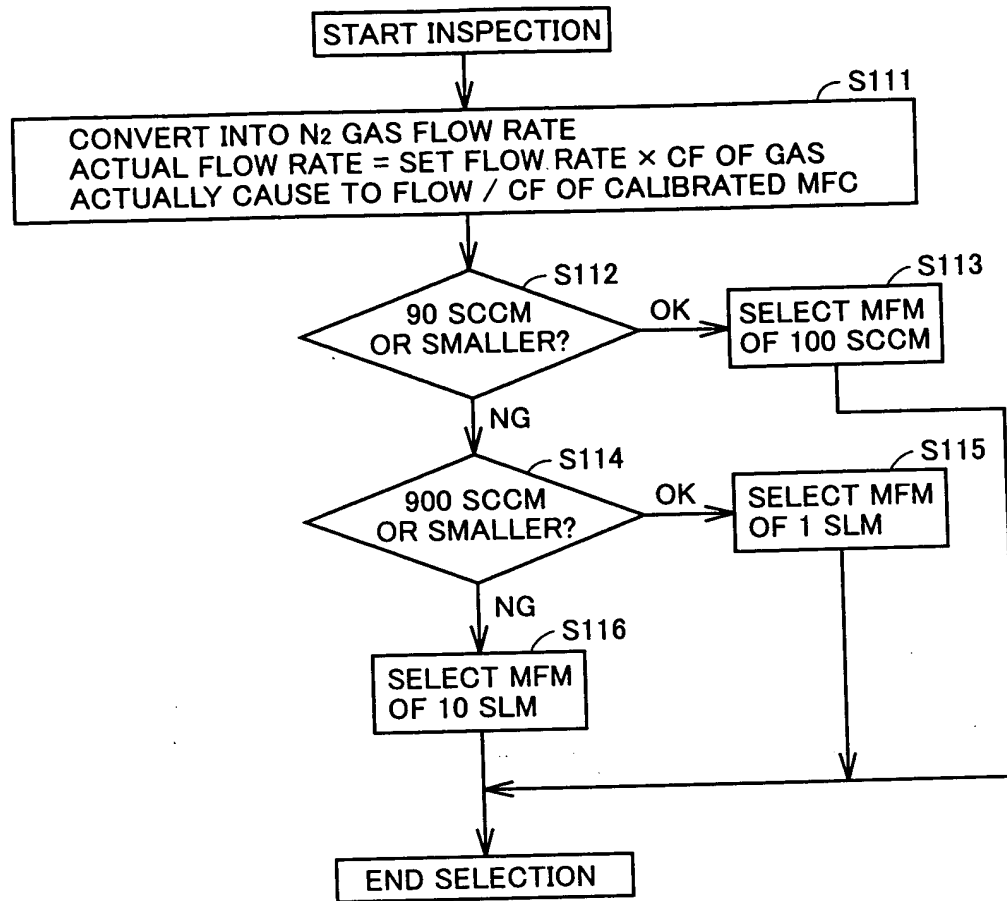 START INSPECTION
S111
CONVERT INTO N2 GAS FLOW RATE
ACTUAL FLOW RATE = SET FLOW RATE × CF OF GAS
ACTUALLY CAUSE TO FLOW / CF OF CALIBRATED MFC
S112
90 SCCM
OR SMALLER?
OK
S113
SELECT MFM
OF 100 SCCM
NG
S114
900 SCCM
OR SMALLER?
OK
S115
SELECT MFM
OF 1 SLM
NG
S116
SELECT MFM
OF 10 SLM
END SELECTION